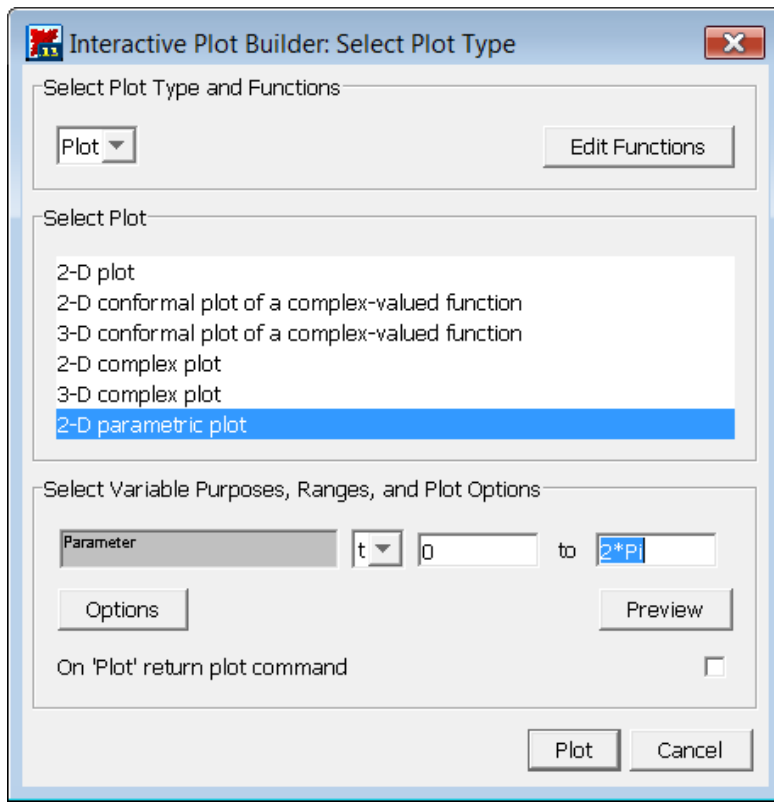 13 Interactive Plot Builder: Select Plot Type
Select Plot Type and Functions
Plot Edit Functions
Select Plot
2-D plot
2-D conformal plot of a complex-valued function
3-D conformal plot of a complex-valued function
2-D complex plot
3-D complex plot
2-D parametric plot
Select Variable Purposes, Ranges, and Plot Options
Parameter t 0 to 2*Pi
Options Preview
On 'Plot' return plot command
Plot Cancel